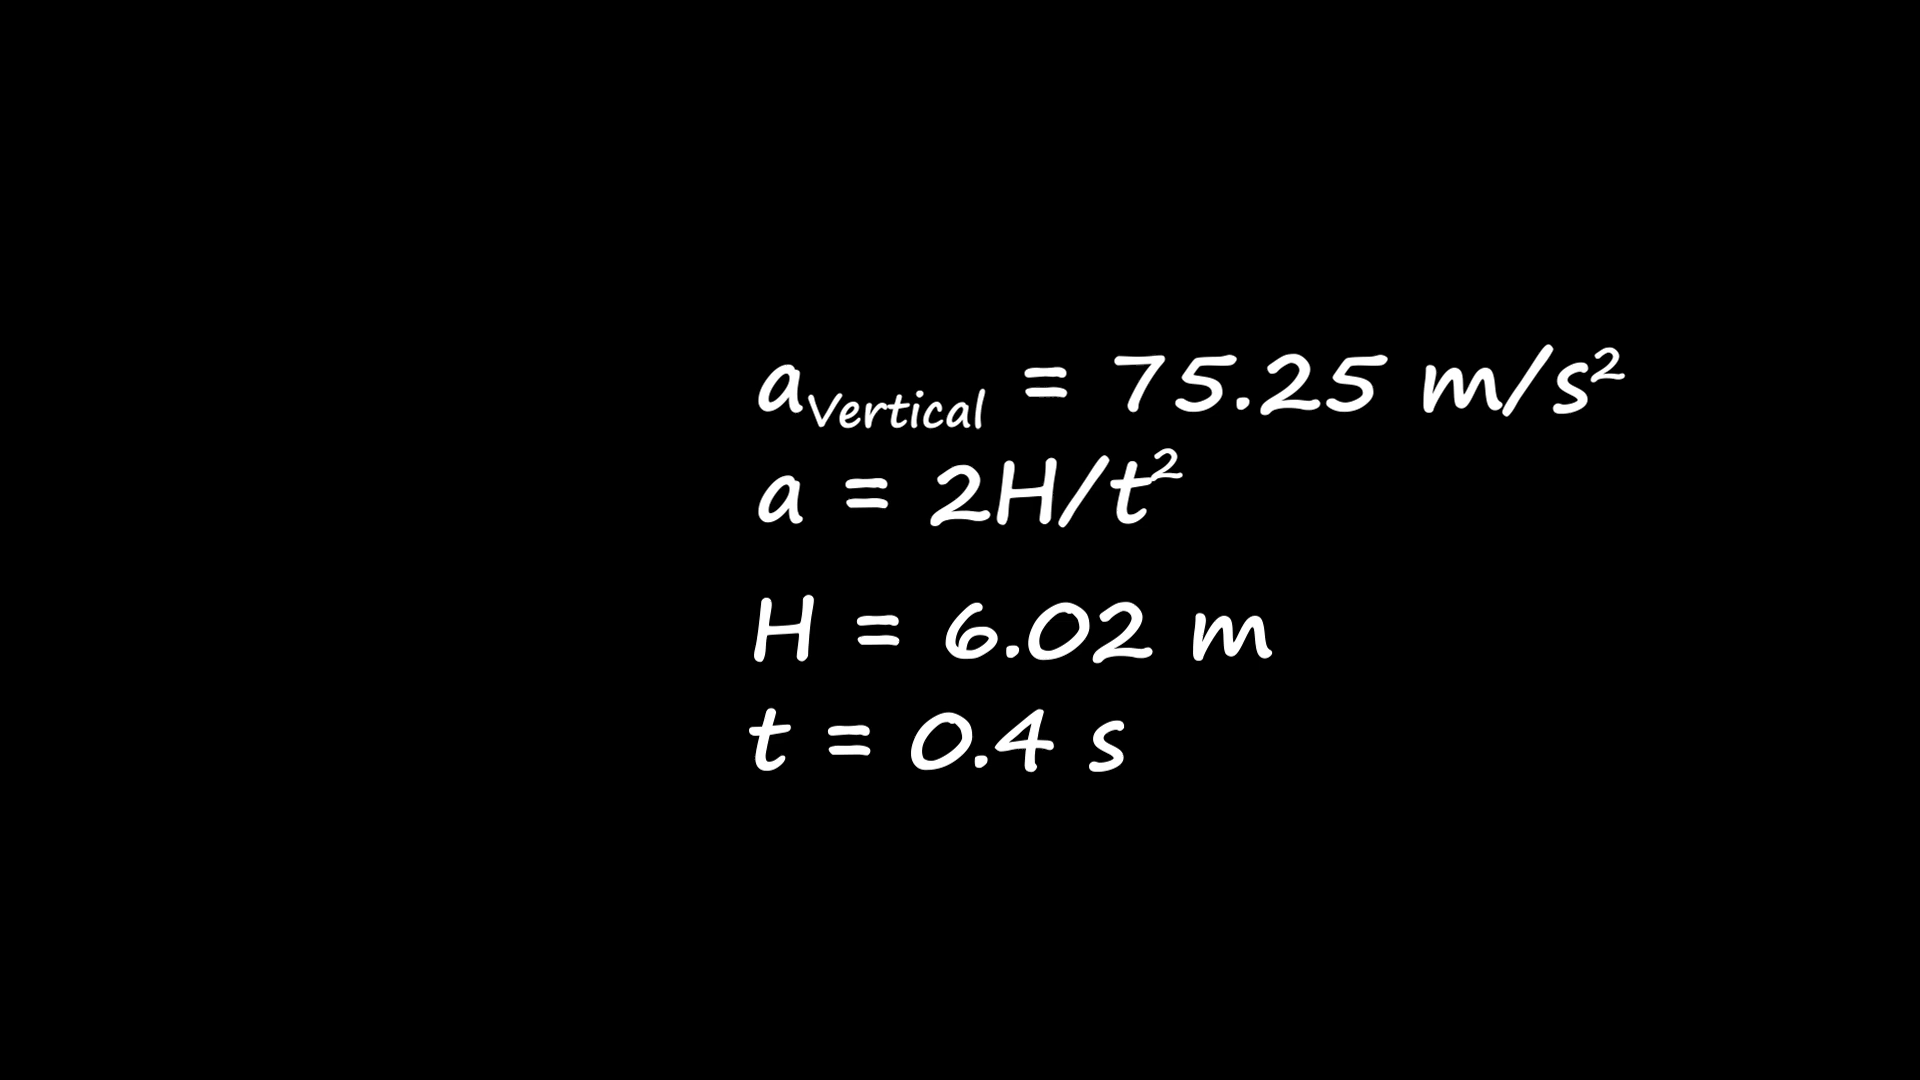 aVertical = 75.25 m/s²
a = 2H/t²
H = 6.02 m
t = 0.4 s